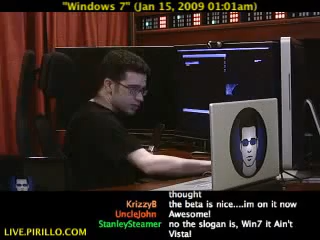 "Windows 7" (Jan 15, 2009 01:01am)
thought
KrizzyB the beta is nice....im on it now
UncleJohn Awesome!
StanleySteamer no the slogan is, Win7 it Ain't
Vista!
LIVE.PIRILLO.COM